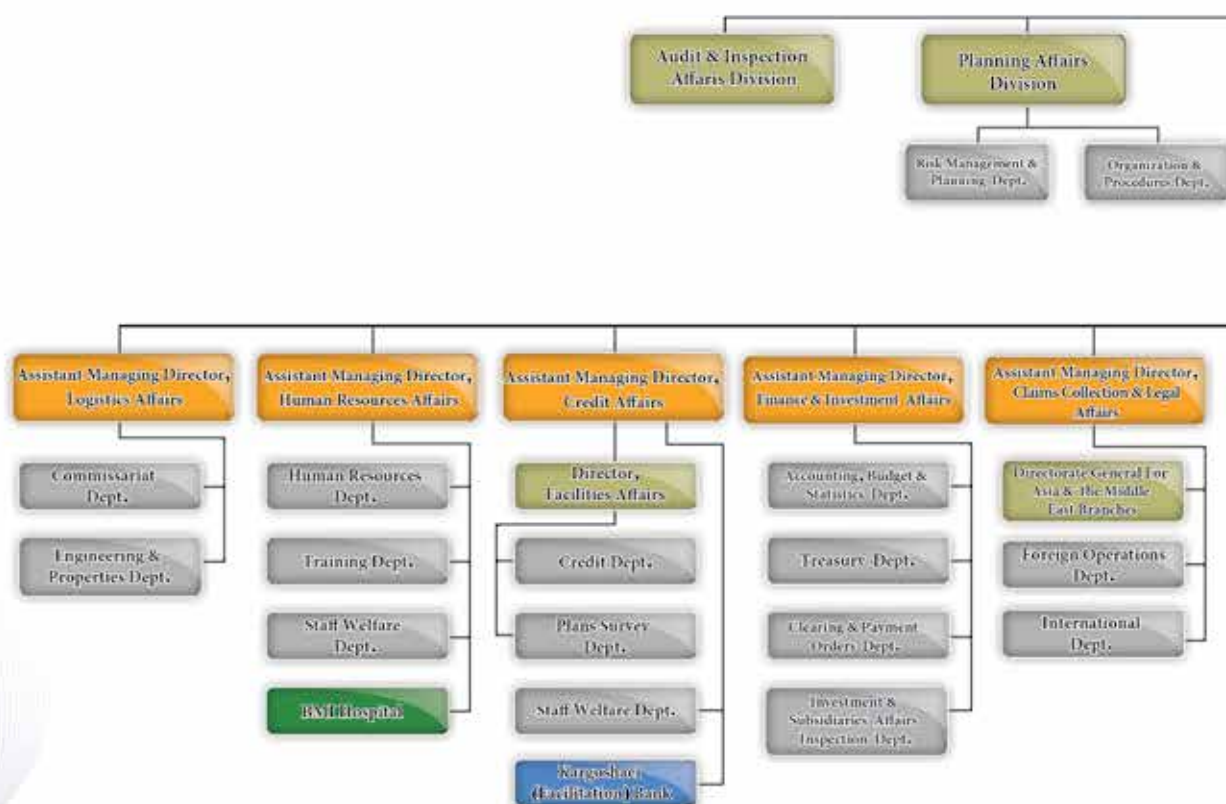 Audit & Inspection
Affaris Division
Planning Affairs
Division
Risk Management &
Planning Dept.
Organization &
Procedures Dept.
Assistant Managing Director,
Logistics Affairs
Assistant Managing Director,
Human Resources Affairs
Assistant Managing Director,
Credit Affairs
Assistant Managing Director,
Finance & Investment Affairs
Assistant Managing Director,
Claims Collection & Legal
Affairs
Commissariat
Dept.
Engineering &
Properties Dept.
Human Resources
Dept.
Training Dept.
Staff Welfare
Dept.
BMI Hospital
Director,
Facilities Affairs
Credit Dept.
Plans Survey
Dept.
Staff Welfare Dept.
Kargoshaei
(Facilitation) Bank
Accounting, Budget &
Statistics Dept.
Treasury Dept.
Clearing & Payment
Orders Dept.
Investment &
Subsidiaries Affairs
Inspection Dept.
Directorate General For
Asia & The Middle
East Branches
Foreign Operations
Dept.
International
Dept.